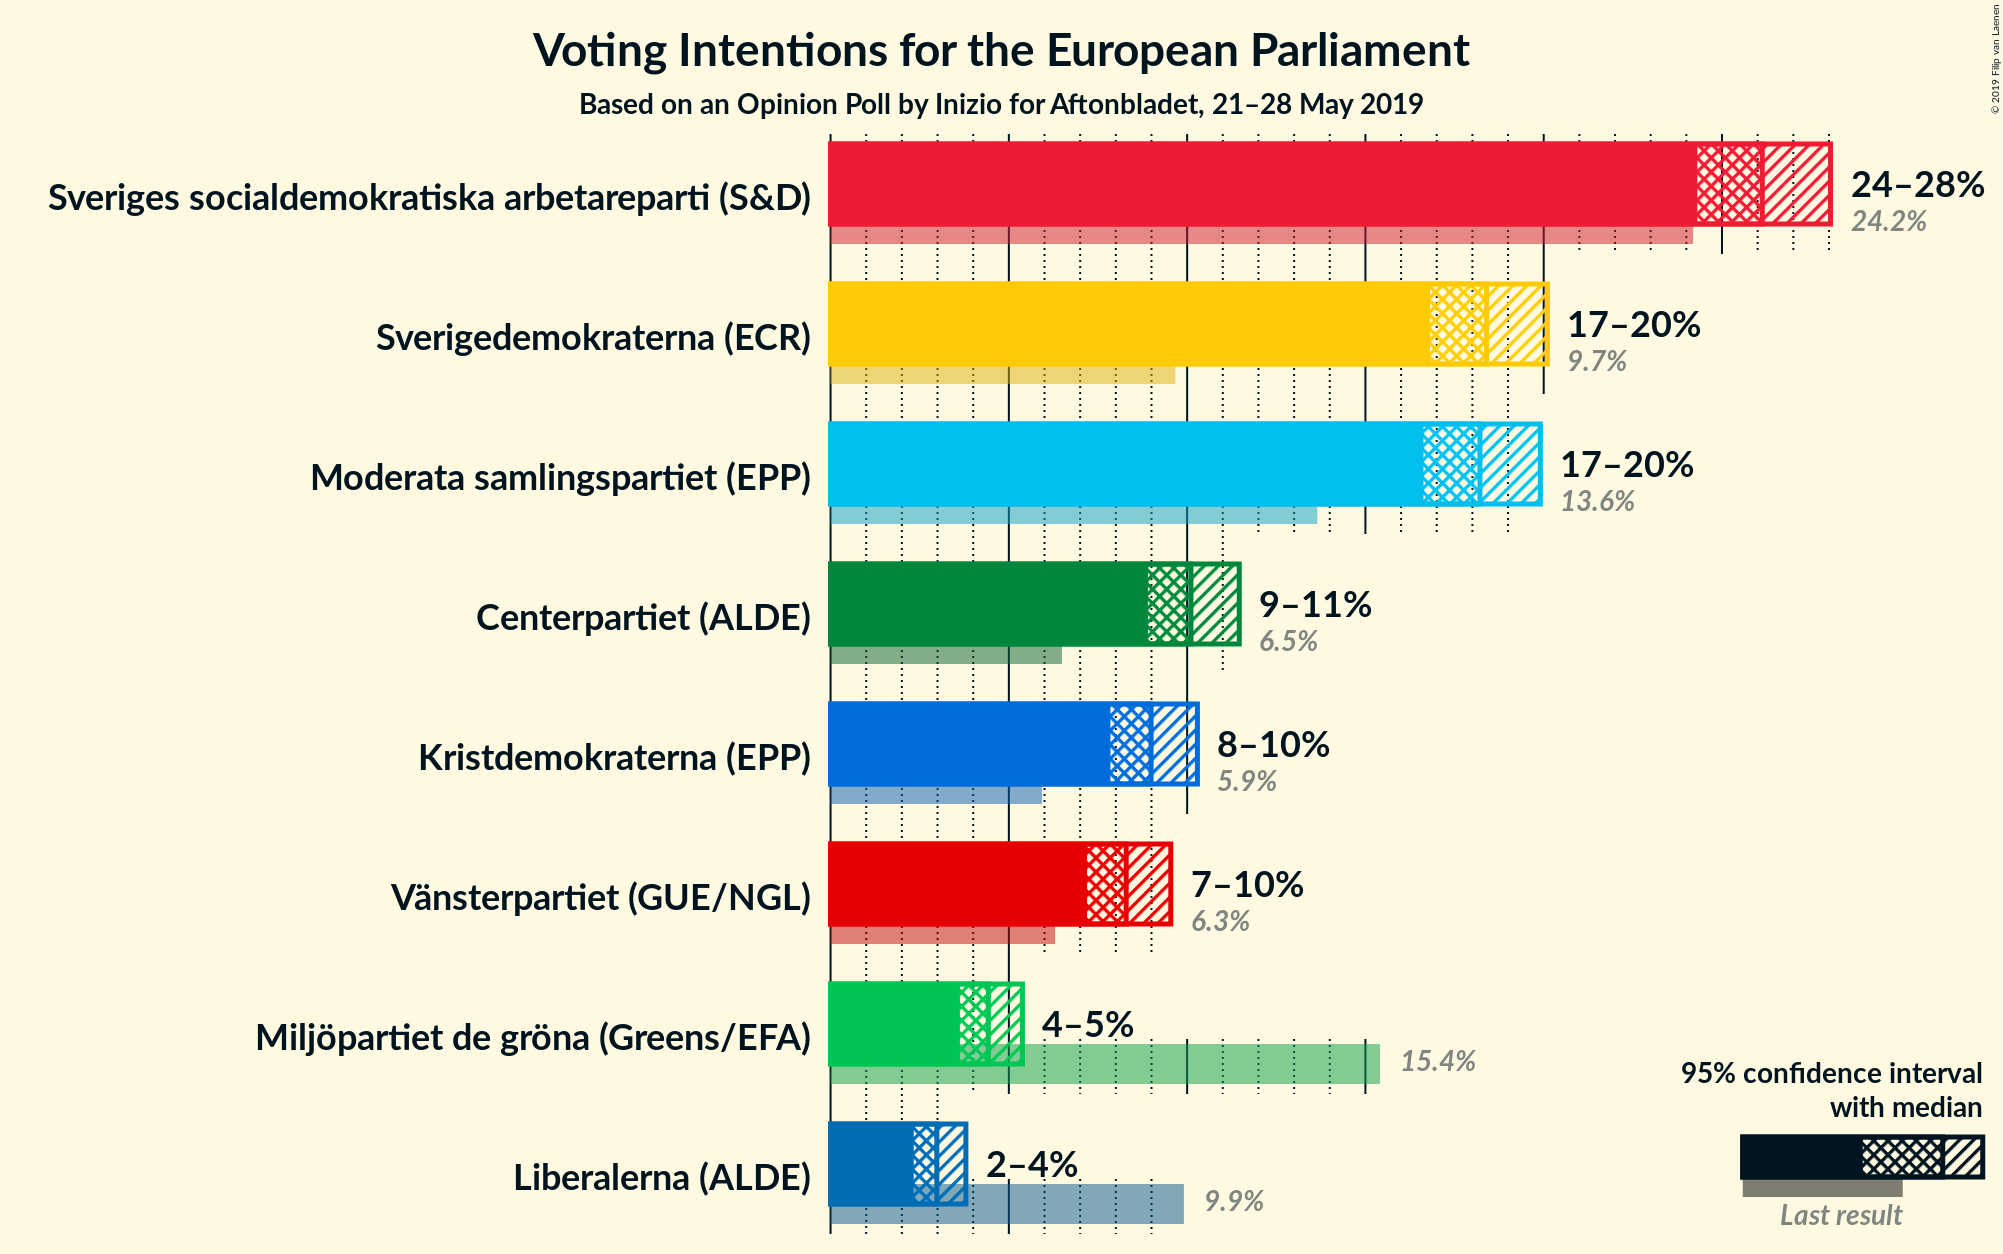 Voting Intentions for the European Parliament
Based on an Opinion Poll by Inizio for Aftonbladet, 21–28 May 2019
© 2019 Filip van Laenen
Sveriges socialdemokratiska arbetareparti (S&D)
24–28%
24.2%
Sverigedemokraterna (ECR)
17–20%
9.7%
Moderata samlingspartiet (EPP)
17–20%
13.6%
Centerpartiet (ALDE)
9–11%
6.5%
Kristdemokraterna (EPP)
8–10%
5.9%
Vänsterpartiet (GUE/NGL)
7–10%
6.3%
Miljöpartiet de gröna (Greens/EFA)
4–5%
15.4%
Liberalerna (ALDE)
2–4%
9.9%
95% confidence interval
with median
Last result